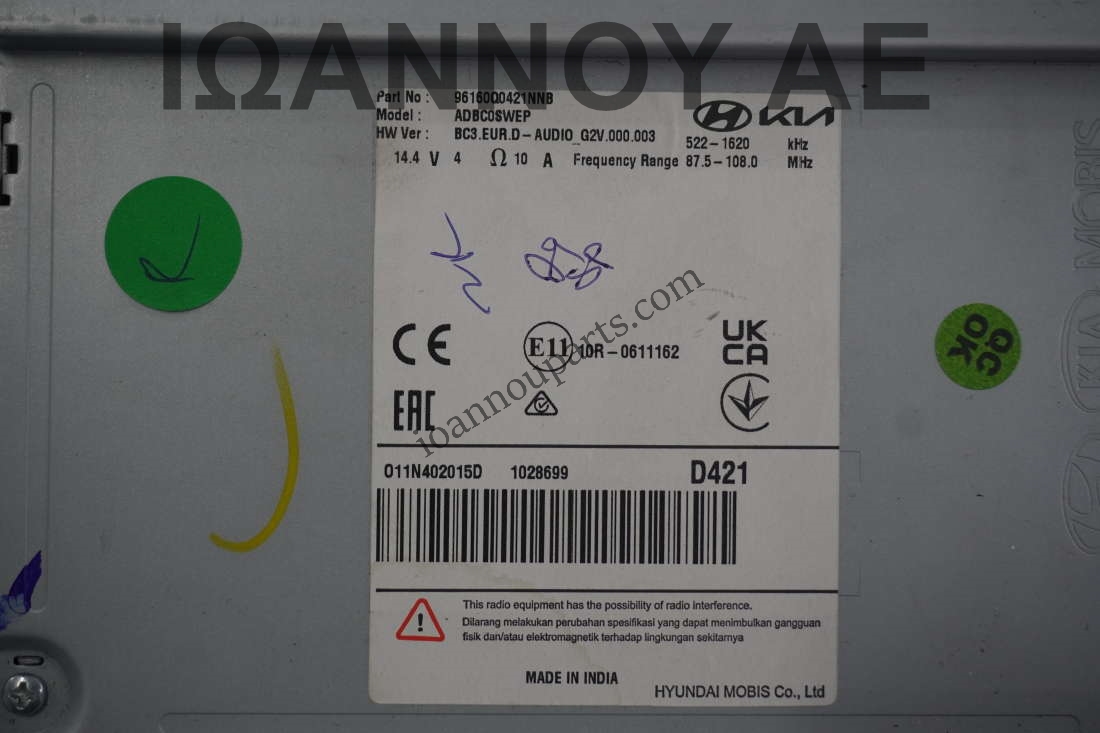 ΙΩΑΝΝΟΥ ΑΕ
Part No : 96160Q0421NNB
Model : ADBC0SWEP
HW Ver : BC3.EUR.D-AUDIO_G2V.000.003
HYUNDAI KIA
522-1620 kHz
14.4 V 4 Ω 10 A Frequency Range 87.5-108.0 MHz
CE
E11 10R-0611162
UK
CA
EAC
ioannouparts.com
011N402015D 1028699 D421
This radio equipment has the possibility of radio interference.
Dilarang melakukan perubahan spesifikasi yang dapat menimbulkan gangguan
fisik dan/atau elektromagnetik terhadap lingkungan sekitarnya
MADE IN INDIA
HYUNDAI MOBIS Co., Ltd
QC
OK
KIA MOBIS